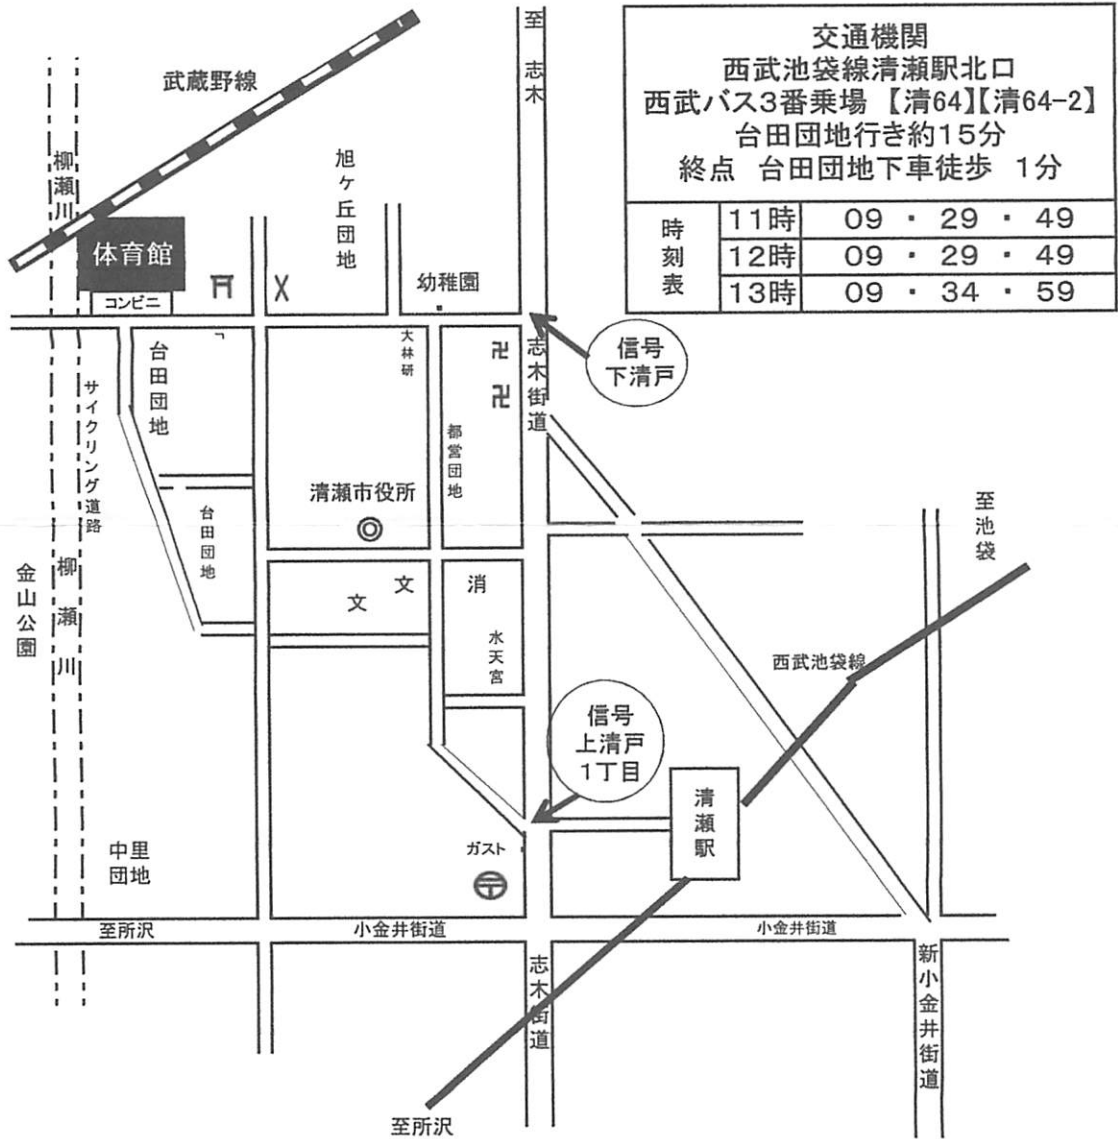 至志木
交通機関
西武池袋線清瀬駅北口
西武バス3番乗場 【清64】【清64-2】
台田団地行き約15分
終点 台田団地下車徒歩 1分
時刻表
11時 09 ・ 29 ・ 49
12時 09 ・ 29 ・ 49
13時 09 ・ 34 ・ 59
武蔵野線
柳瀬川
旭ヶ丘団地
体育館
コンビニ
幼稚園
大林研
卍
卍
志木街道
信号
下清戸
台田団地
サイクリング道路
都営団地
清瀬市役所
台田団地
至池袋
金山公園
柳瀬川
文
文
消
水天宮
西武池袋線
信号
上清戸
1丁目
清瀬駅
ガスト
〒
中里
団地
至所沢
小金井街道
小金井街道
志木街道
新小金井街道
至所沢